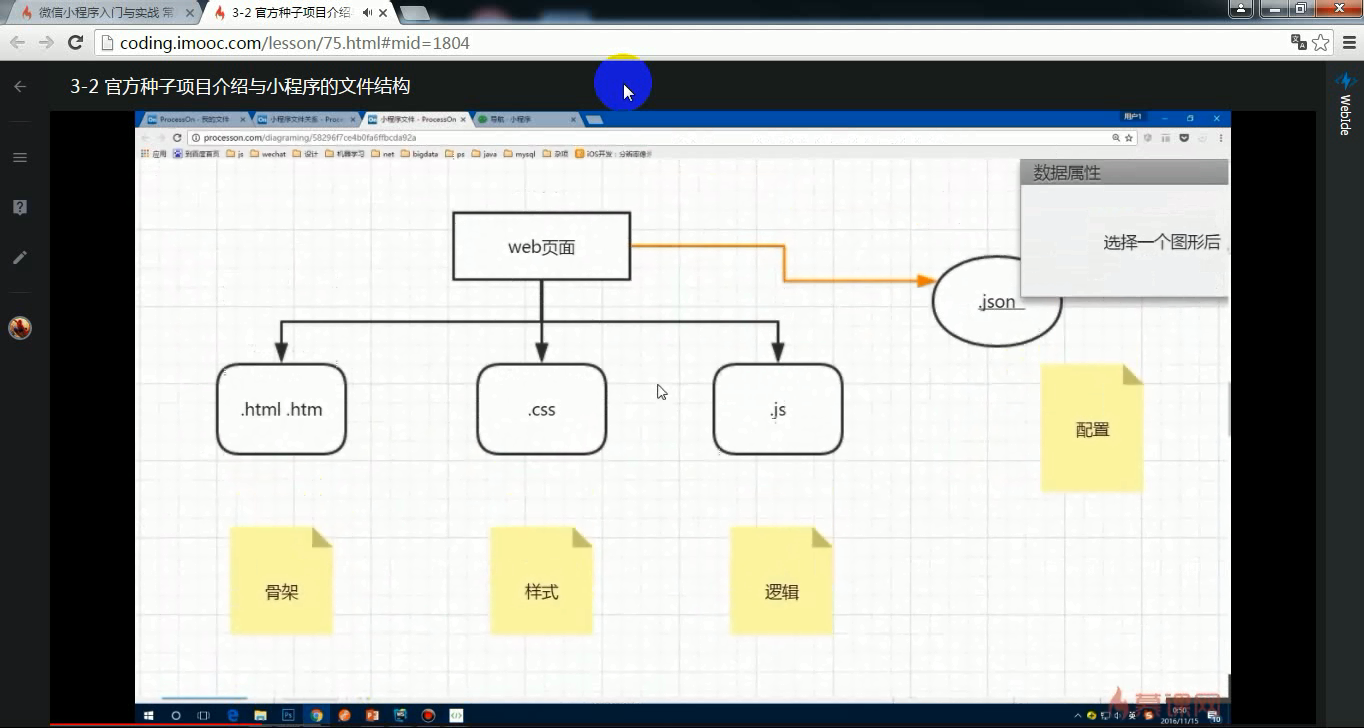 微信小程序入门与实战 常
3-2 官方种子项目介绍
coding.imooc.com/lesson/75.html#mid=1804
3-2 官方种子项目介绍与小程序的文件结构
WebIde
ProcessOn - 我的文件
小程序文件关系 - Proce
小程序文件 - ProcessOn
导航 · 小程序
用户1
processon.com/diagraming/58296f7ce4b0fa6ffbcda92a
应用
到百度首页
js
wechat
设计
机器学习
net
bigdata
ps
java
mysql
杂项
iOS开发：分碗图像
数据属性
选择一个图形后
web页面
.json
.html .htm
.css
.js
配置
骨架
样式
逻辑
慕课网
英
0:50
2016/11/15
10